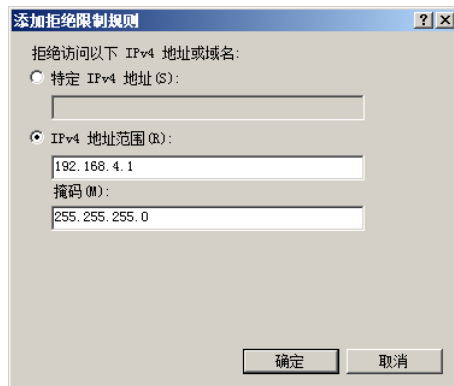 添加拒绝限制规则
拒绝访问以下 IPv4 地址或域名:
特定 IPv4 地址(S):
IPv4 地址范围(R):
192.168.4.1
掩码(M):
255.255.255.0
确定 取消